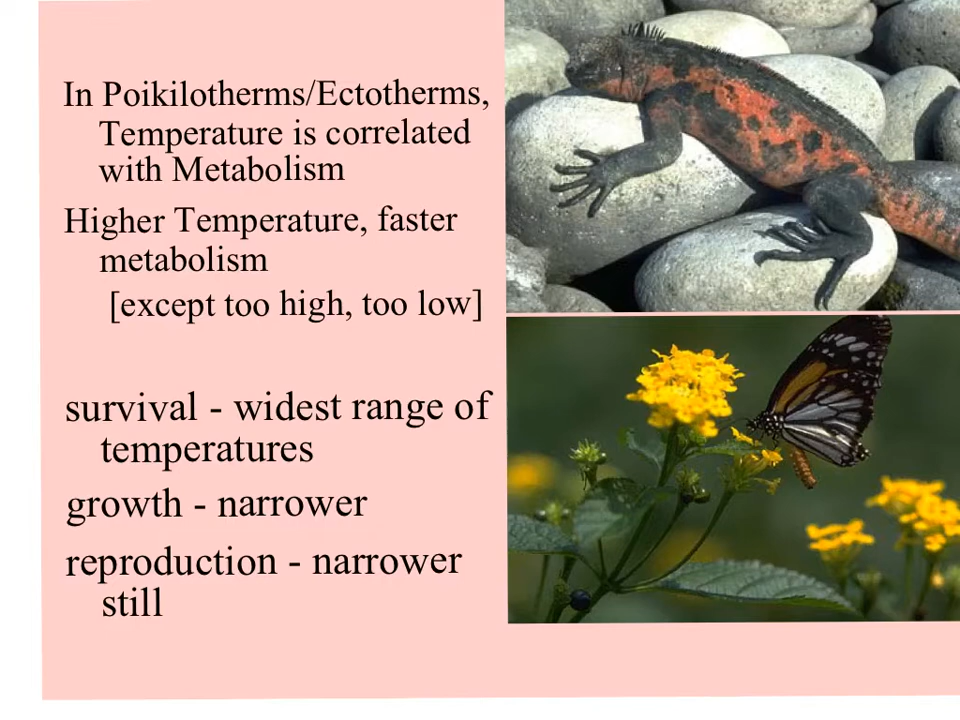 In Poikilotherms/Ectotherms,
Temperature is correlated
with Metabolism
Higher Temperature, faster
metabolism
[except too high, too low]
survival - widest range of
temperatures
growth - narrower
reproduction - narrower
still